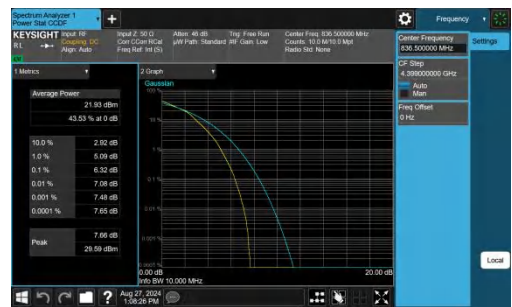 Spectrum Analyzer 1
Power Stat CCDF
Frequency
KEYSIGHT
Input: RF
Coupling: DC
Align: Auto
Input Z: 50 Ω
Corr CCorr RCal
Freq Ref: Int (S)
Atten: 46 dB
µW Path: Standard
Trig: Free Run
#IF Gain: Low
Center Freq: 836.500000 MHz
Counts: 10.0 M/10.0 Mpt
Radio Std: None
Center Frequency
836.500000 MHz
Settings
CF Step
4.399000000 GHz
Auto
Man
Freq Offset
0 Hz
1 Metrics
Average Power
21.93 dBm
43.53 % at 0 dB
10.0 % 2.92 dB
1.0 % 5.09 dB
0.1 % 6.32 dB
0.01 % 7.08 dB
0.001 % 7.48 dB
0.0001 % 7.65 dB
Peak
7.66 dB
29.59 dBm
2 Graph
Gaussian
100 %
10 %
0.1 %
0.01 %
0.001 %
0.0001 %
0.00 dB
20.00 dB
Info BW 10.000 MHz
Local
Aug 27, 2024
1:08:26 PM